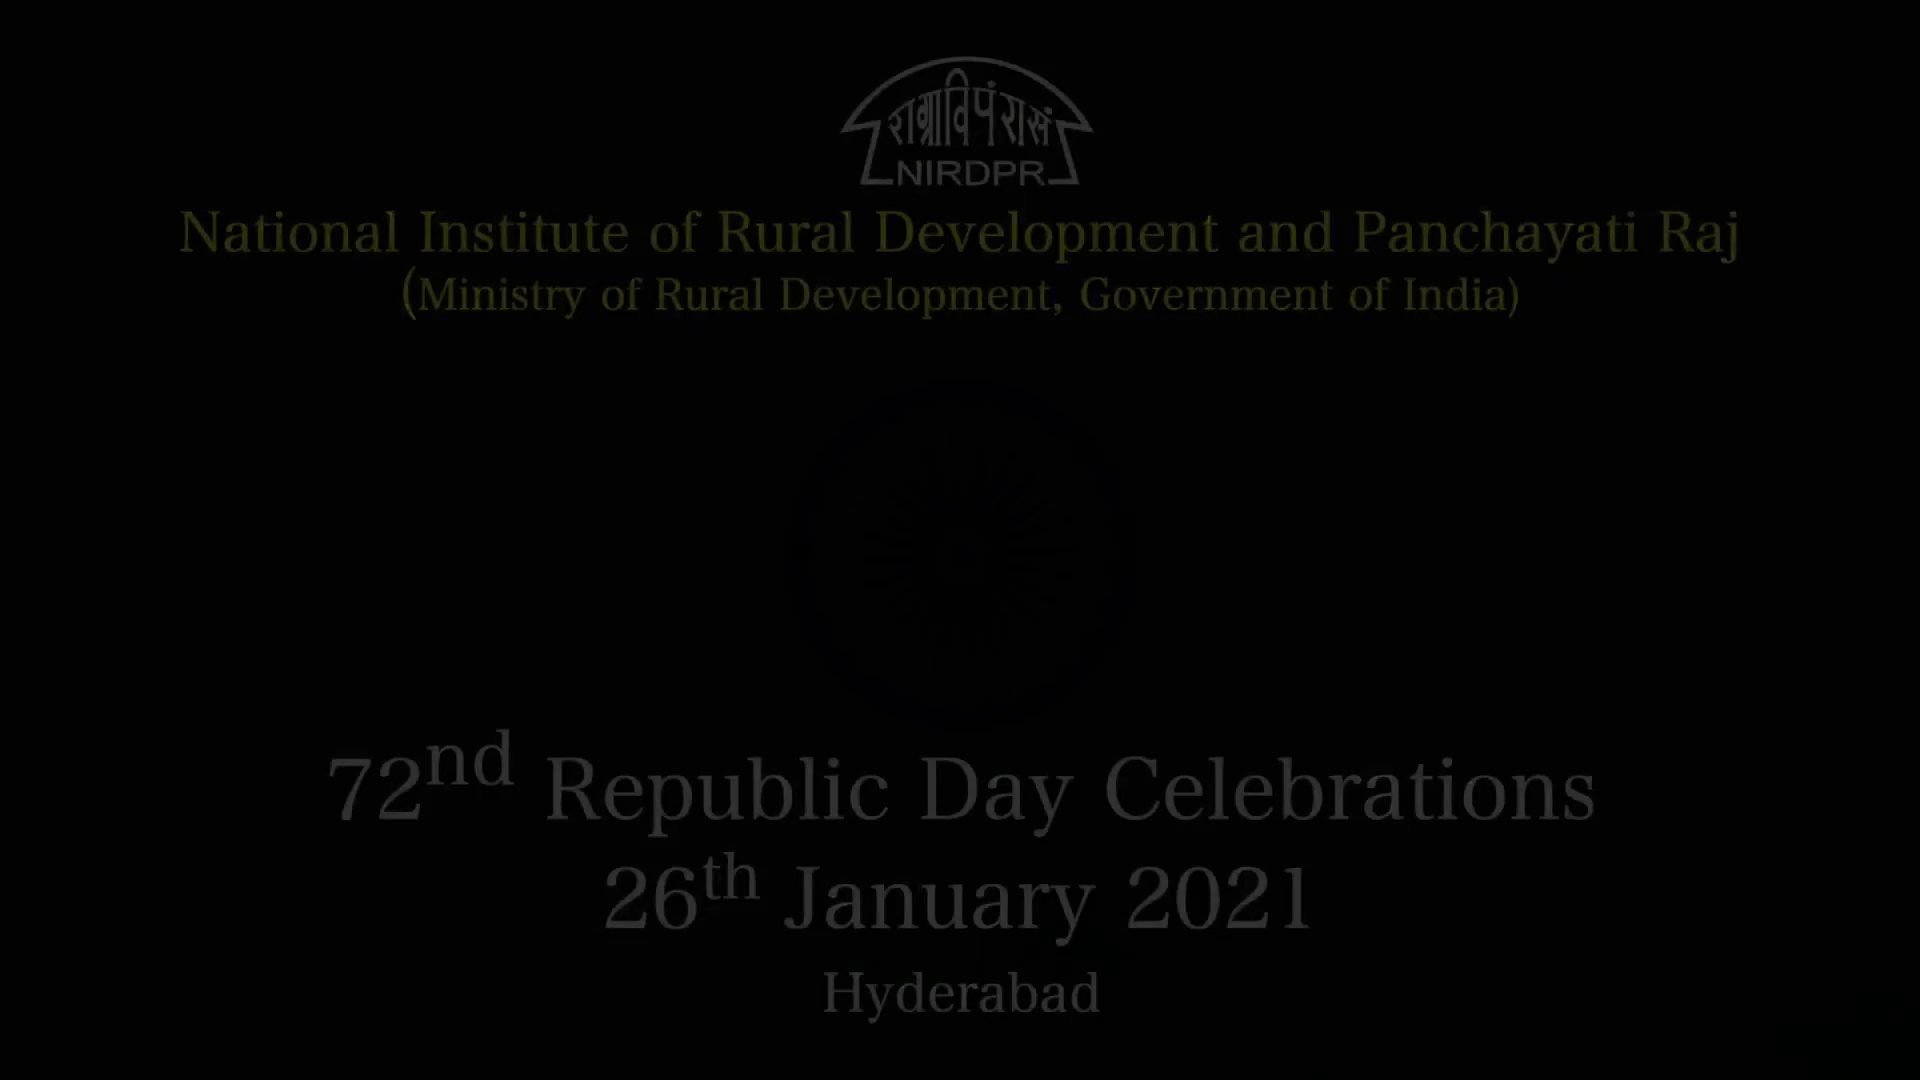 राग्राविपंरासं
NIRDPR
National Institute of Rural Development and Panchayati Raj
(Ministry of Rural Development, Government of India)
72nd Republic Day Celebrations
26th January 2021
Hyderabad